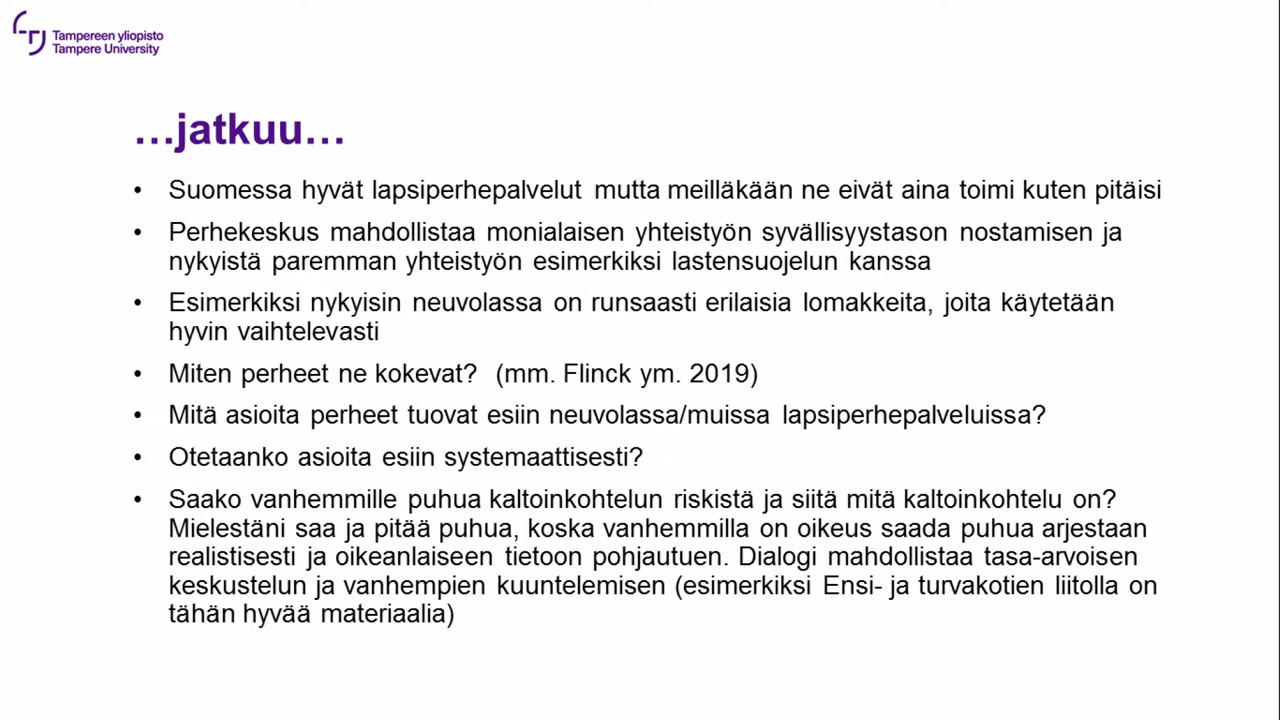 Tampereen yliopisto
Tampere University
…jatkuu…
• Suomessa hyvät lapsiperhepalvelut mutta meilläkään ne eivät aina toimi kuten pitäisi
• Perhekeskus mahdollistaa monialaisen yhteistyön syvällisyystason nostamisen ja
nykyistä paremman yhteistyön esimerkiksi lastensuojelun kanssa
• Esimerkiksi nykyisin neuvolassa on runsaasti erilaisia lomakkeita, joita käytetään
hyvin vaihtelevasti
• Miten perheet ne kokevat? (mm. Flinck ym. 2019)
• Mitä asioita perheet tuovat esiin neuvolassa/muissa lapsiperhepalveluissa?
• Otetaanko asioita esiin systemaattisesti?
• Saako vanhemmille puhua kaltoinkohtelun riskistä ja siitä mitä kaltoinkohtelu on?
Mielestäni saa ja pitää puhua, koska vanhemmilla on oikeus saada puhua arjestaan
realistisesti ja oikeanlaiseen tietoon pohjautuen. Dialogi mahdollistaa tasa-arvoisen
keskustelun ja vanhempien kuuntelemisen (esimerkiksi Ensi- ja turvakotien liitolla on
tähän hyvää materiaalia)